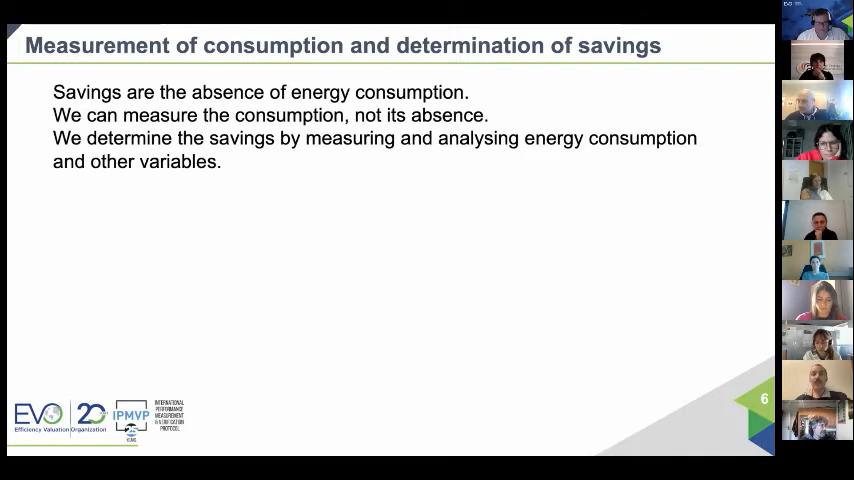 Measurement of consumption and determination of savings
Savings are the absence of energy consumption.
We can measure the consumption, not its absence.
We determine the savings by measuring and analysing energy consumption
and other variables.
6
EVO
Efficiency Valuation Organization
20
IPMVP
YEARS
INTERNATIONAL
PERFORMANCE
MEASUREMENT
& VERIFICATION
PROTOCOL
EVO